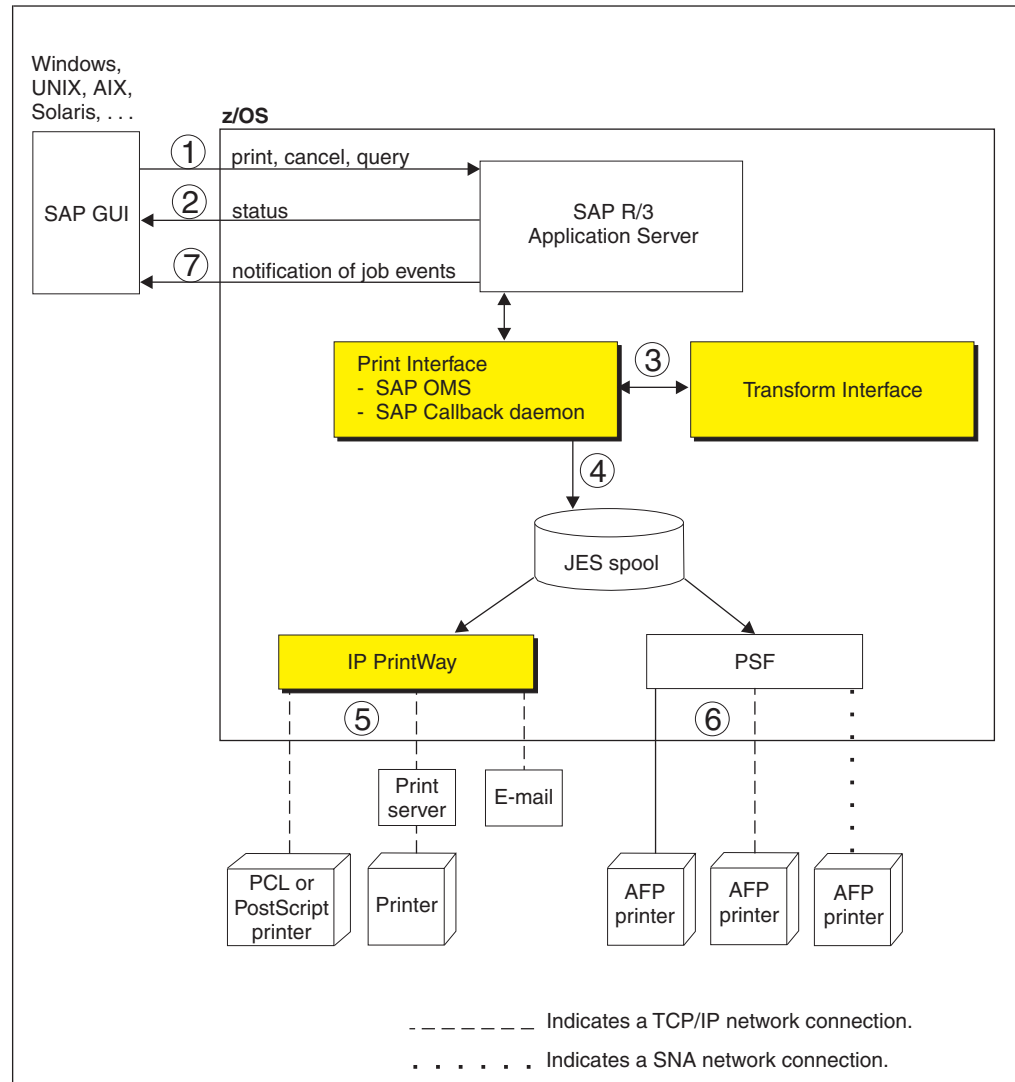 Windows,
UNIX, AIX,
Solaris, . . .
z/OS
SAP GUI
1
print, cancel, query
2
status
7
notification of job events
SAP R/3
Application Server
Print Interface
- SAP OMS
- SAP Callback daemon
3
Transform Interface
4
JES spool
IP PrintWay
PSF
5
6
Print
server
E-mail
PCL or
PostScript
printer
Printer
AFP
printer
AFP
printer
AFP
printer
Indicates a TCP/IP network connection.
Indicates a SNA network connection.